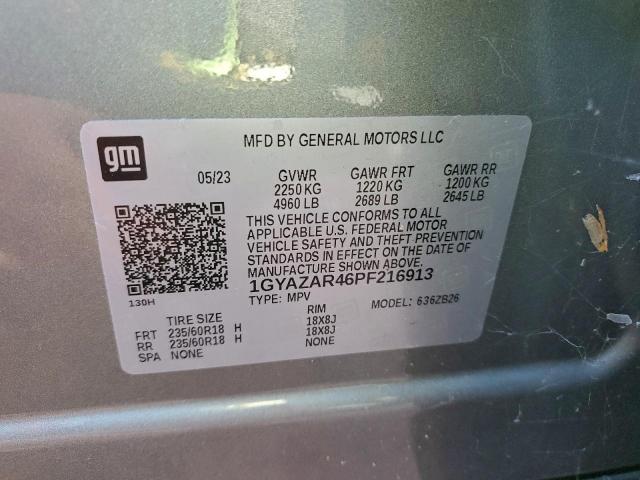 gm
MFD BY GENERAL MOTORS LLC
05/23 GVWR GAWR FRT GAWR RR
2250 KG 1220 KG 1200 KG
4960 LB 2689 LB 2645 LB
THIS VEHICLE CONFORMS TO ALL
APPLICABLE U.S. FEDERAL MOTOR
VEHICLE SAFETY AND THEFT PREVENTION
STANDARDS IN EFFECT ON THE DATE OF
MANUFACTURE SHOWN ABOVE.
130H
1GYAZAR46PF216913
TYPE: MPV MODEL: 636ZB26
TIRE SIZE RIM
FRT 235/60R18 H 18X8J
RR 235/60R18 H 18X8J
SPA NONE NONE